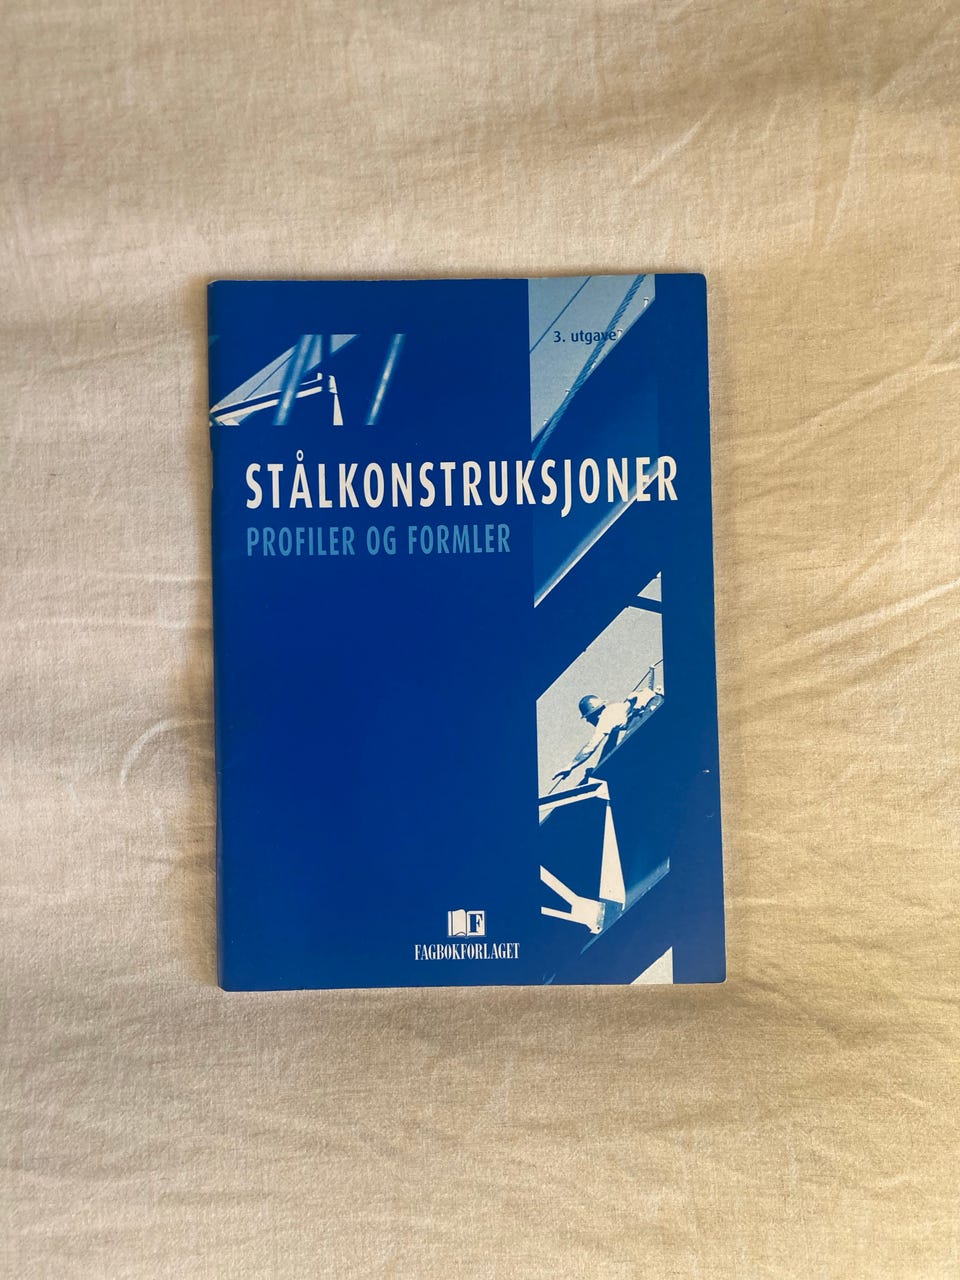 3. utgave
STÅLKONSTRUKSJONER
PROFILER OG FORMLER
F
FAGBOKFORLAGET